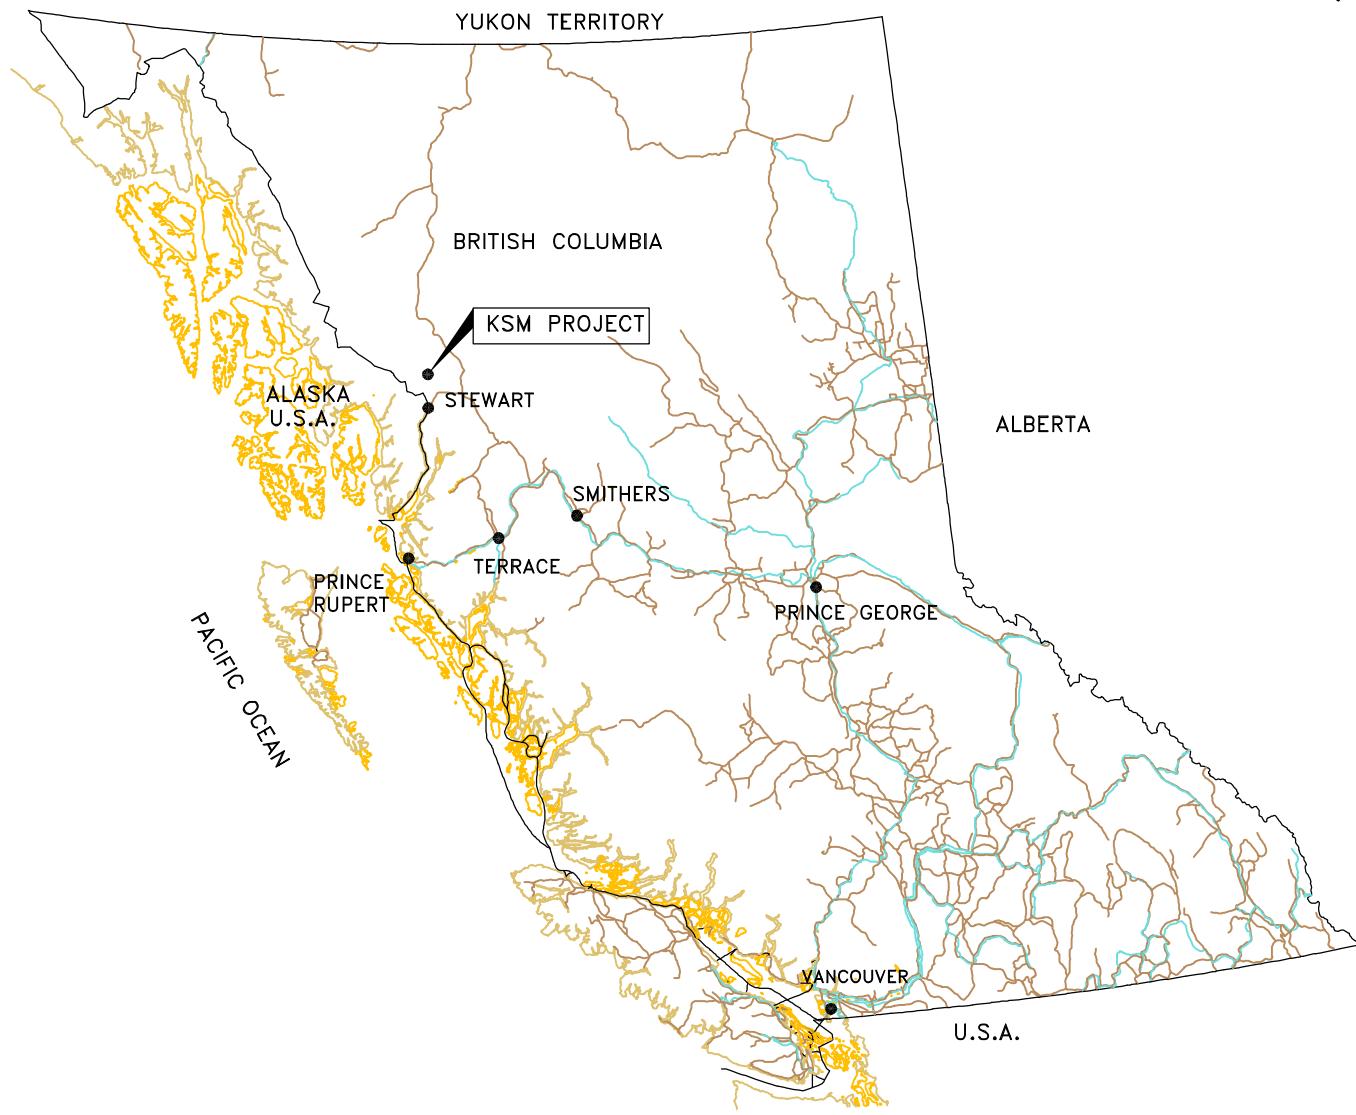 YUKON TERRITORY
BRITISH COLUMBIA
KSM PROJECT
ALASKA
U.S.A.
STEWART
ALBERTA
SMITHERS
TERRACE
PRINCE
RUPERT
PRINCE GEORGE
PACIFIC OCEAN
VANCOUVER
U.S.A.